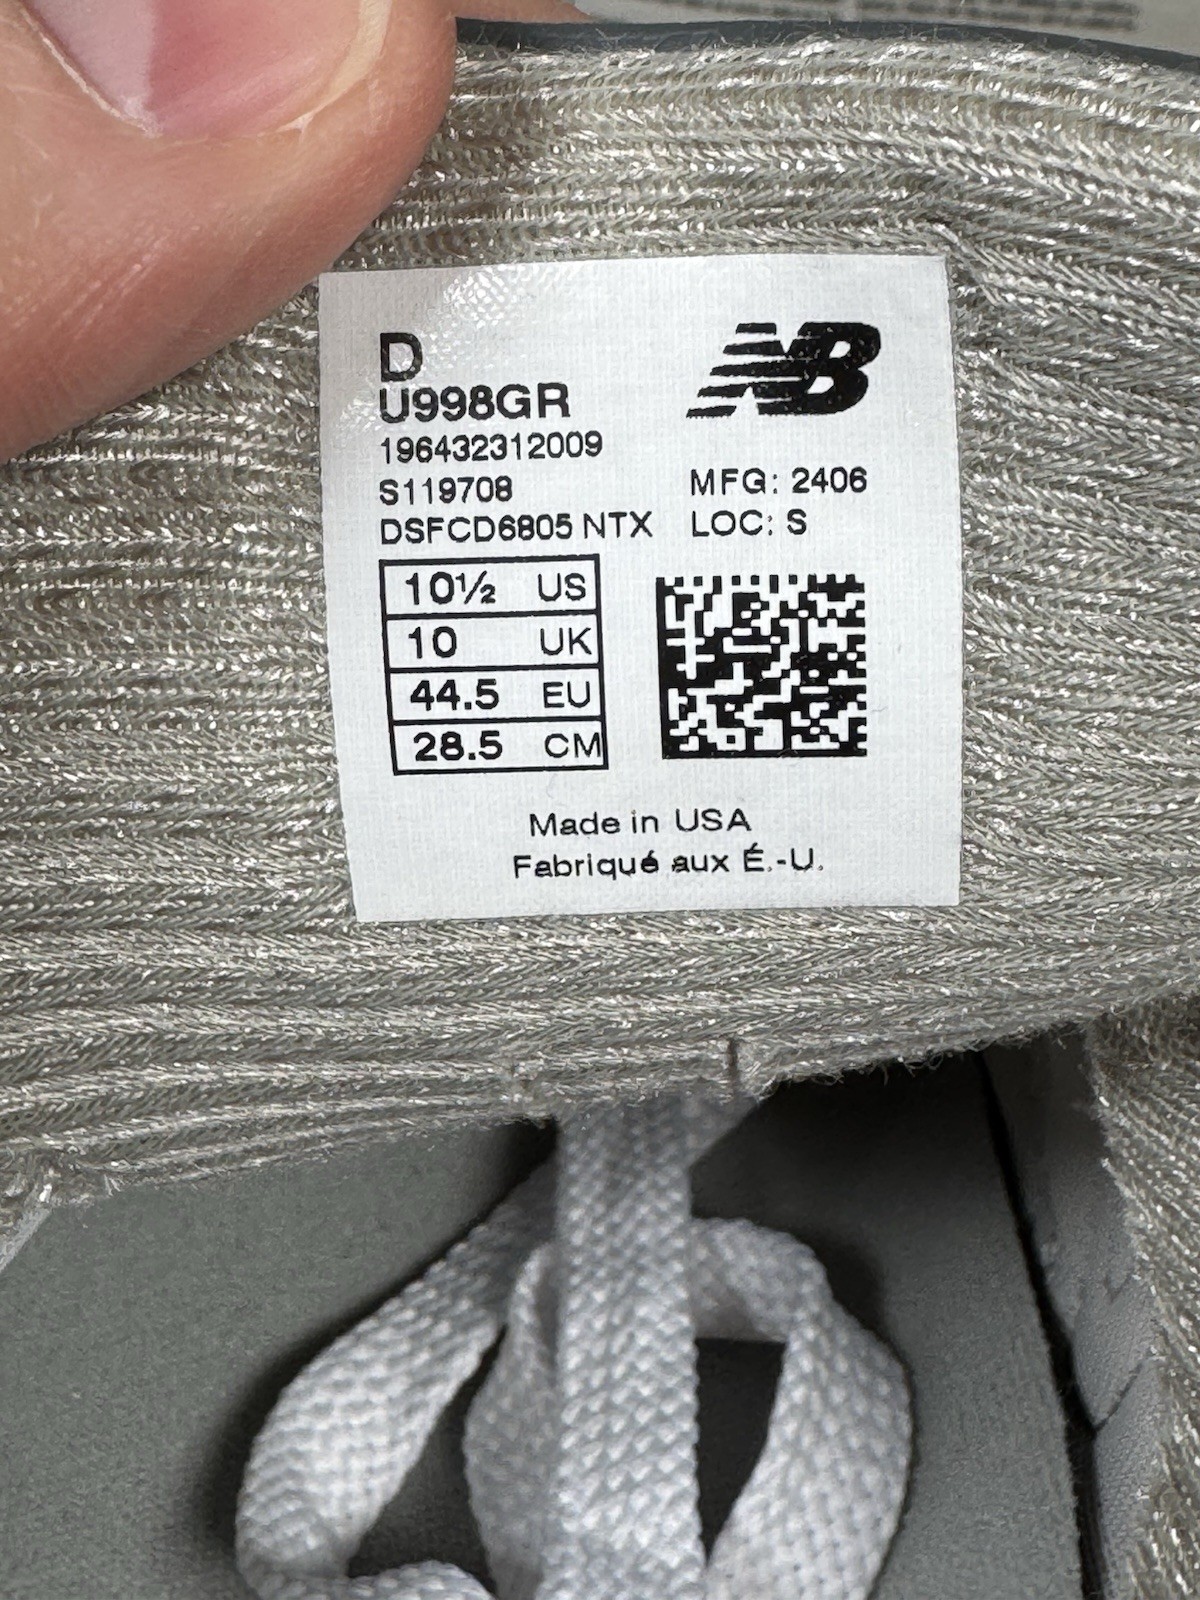 D
NB
U998GR
196432312009
S119708
MFG: 2406
DSFCD6805 NTX
LOC: S
10½ US
10 UK
44.5 EU
28.5 CM
Made in USA
Fabriqué aux É.-U.